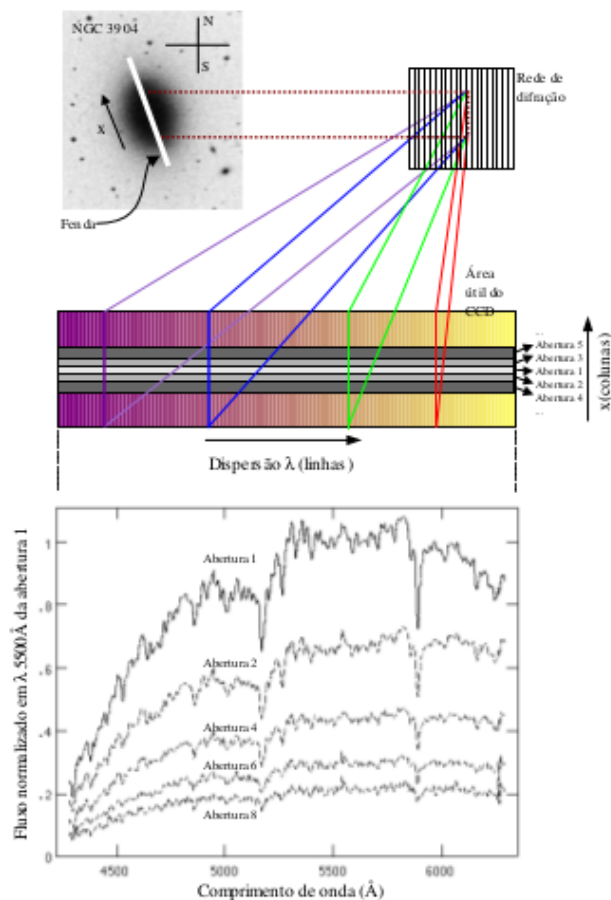 NGC 3904
N
S
x
Fenda
Rede de
difração
Área
útil do
CCD
...
Abertura 5
Abertura 3
Abertura 1
Abertura 2
Abertura 4
...
x(colunas)
Dispersão λ (linhas)
Fluxo normalizado em λ 5500Å da abertura 1
1
.8
.6
.4
.2
0
Abertura 1
Abertura 2
Abertura 4
Abertura 6
Abertura 8
4500
5000
5500
6000
Comprimento de onda (Å)